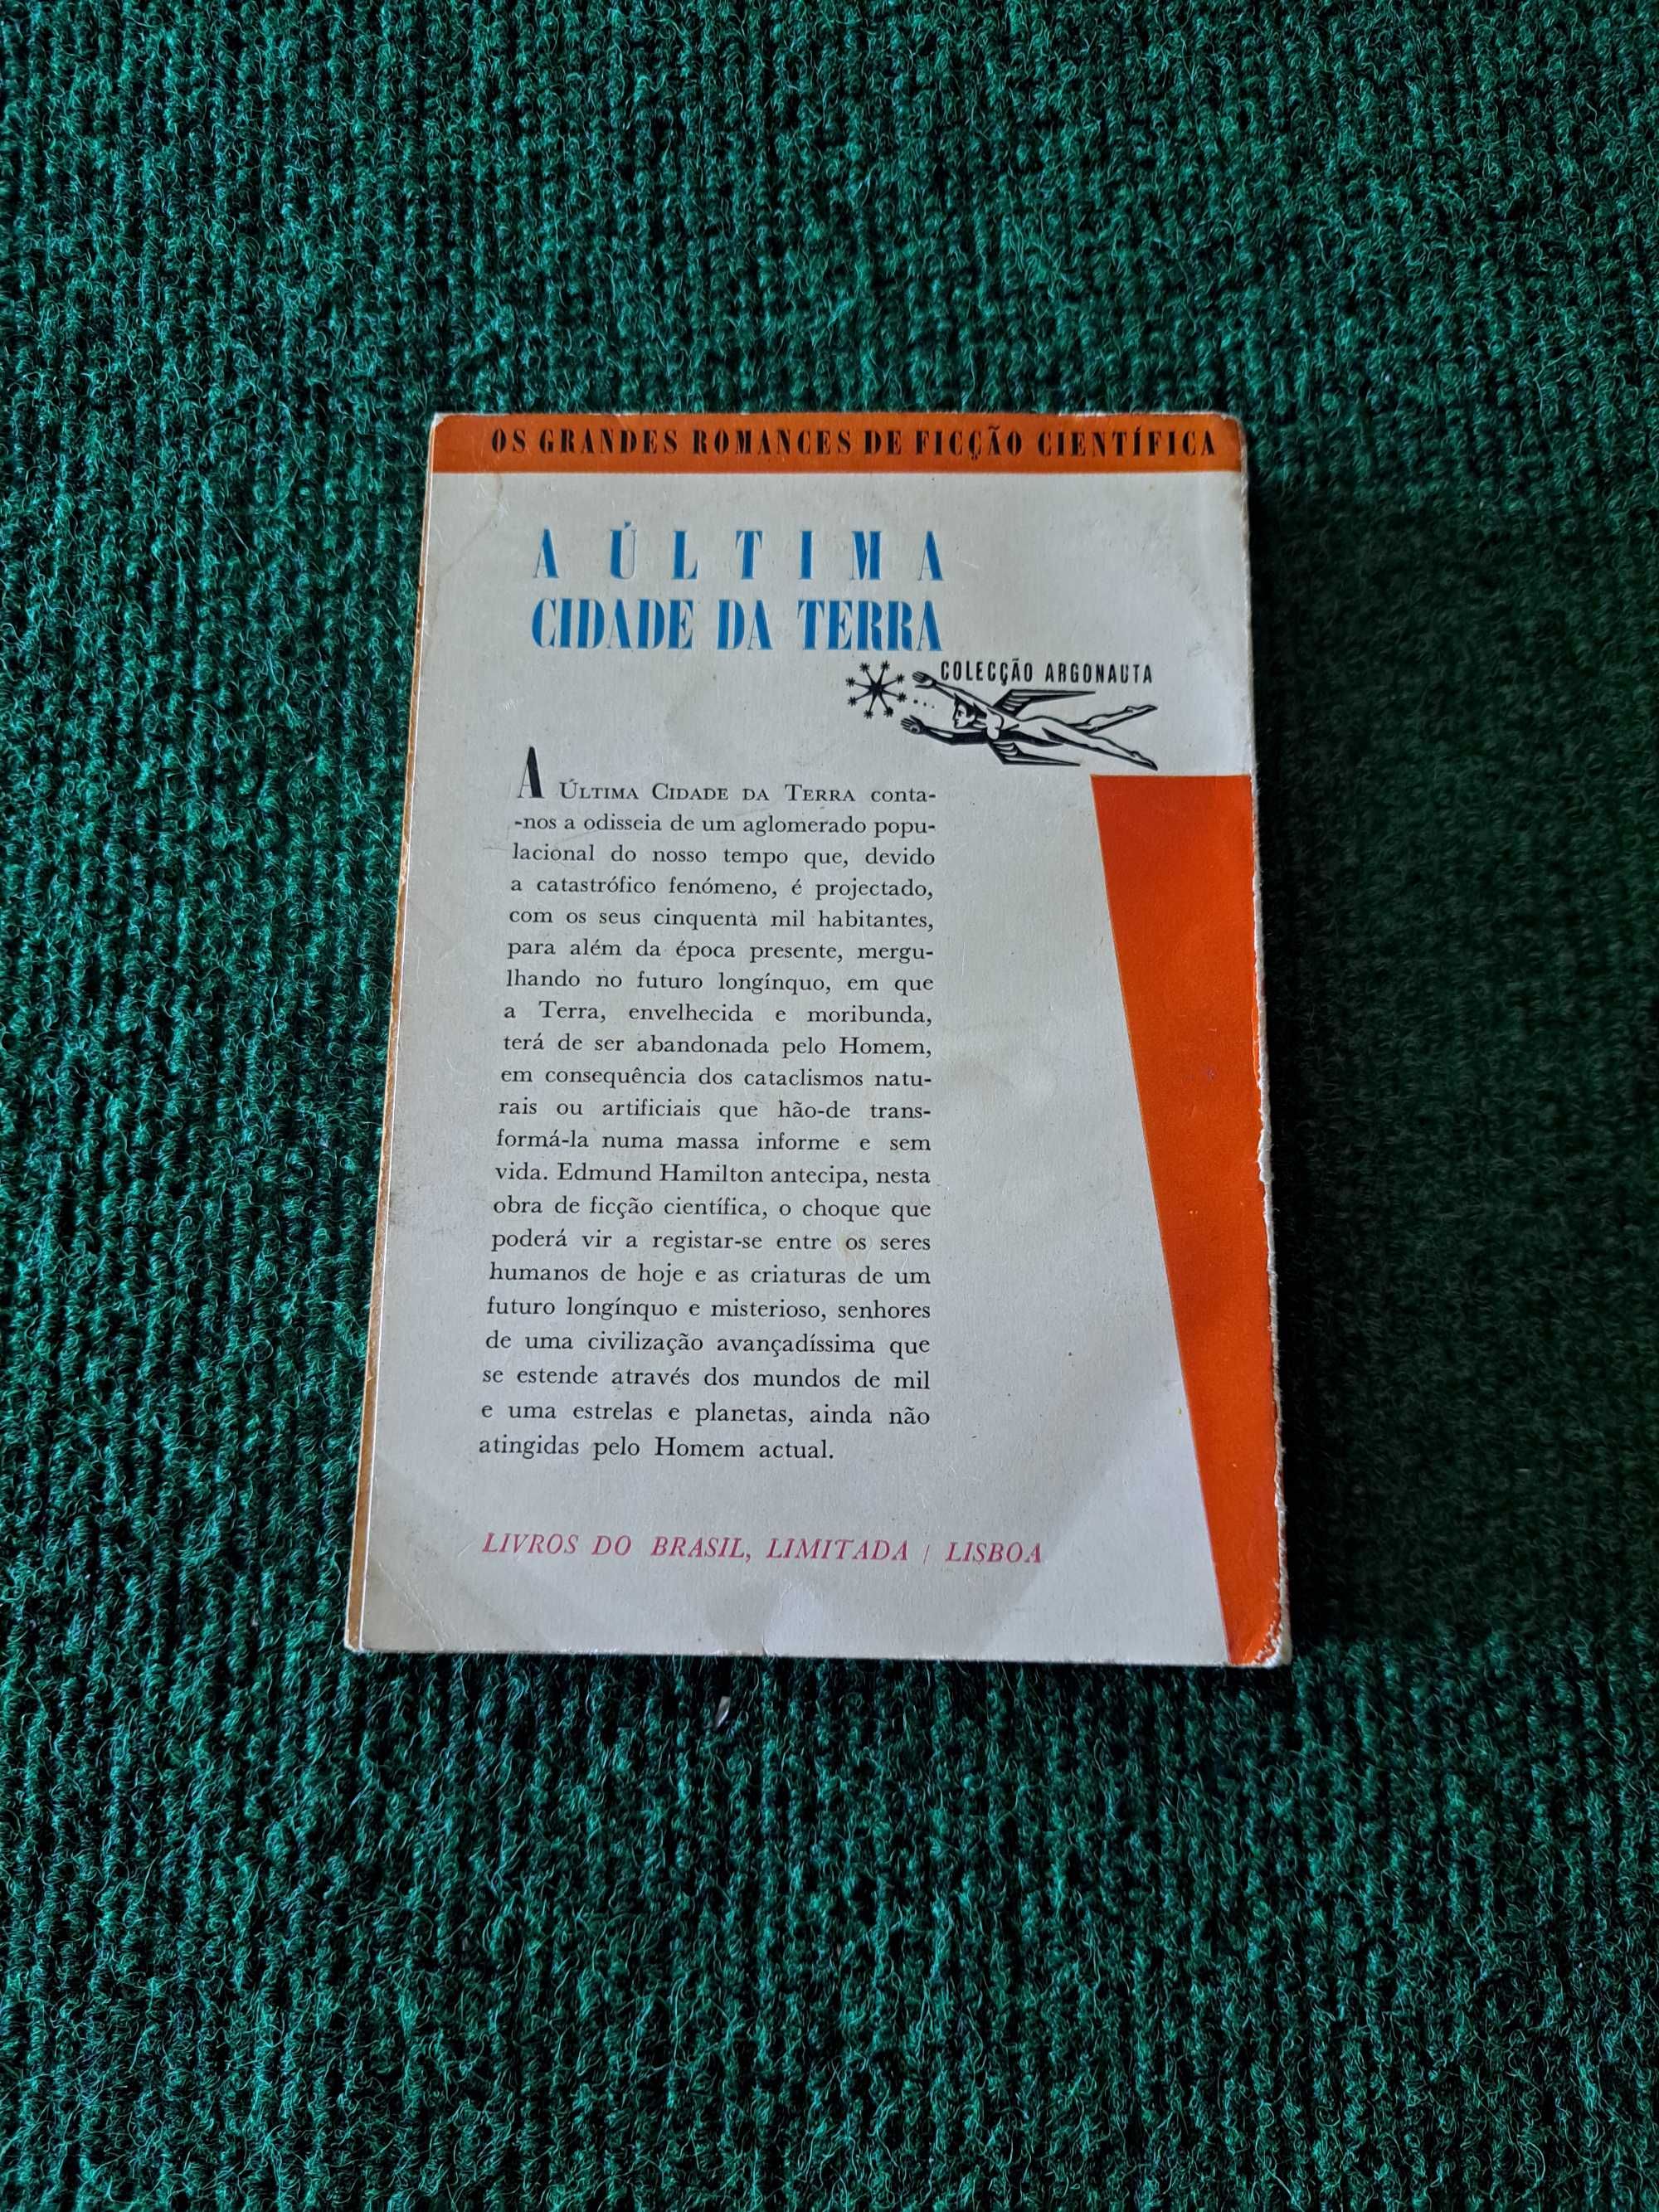 OS GRANDES ROMANCES DE FICÇÃO CIENTÍFICA
A ÚLTIMA
CIDADE DA TERRA
COLECÇÃO ARGONAUTA
A ÚLTIMA CIDADE DA TERRA conta-
-nos a odisseia de um aglomerado popu-
lacional do nosso tempo que, devido
a catastrófico fenómeno, é projectado,
com os seus cinquenta mil habitantes,
para além da época presente, mergu-
lhando no futuro longínquo, em que
a Terra, envelhecida e moribunda,
terá de ser abandonada pelo Homem,
em consequência dos cataclismos natu-
rais ou artificiais que hão-de trans-
formá-la numa massa informe e sem
vida. Edmund Hamilton antecipa, nesta
obra de ficção científica, o choque que
poderá vir a registar-se entre os seres
humanos de hoje e as criaturas de um
futuro longínquo e misterioso, senhores
de uma civilização avançadíssima que
se estende através dos mundos de mil
e uma estrelas e planetas, ainda não
atingidas pelo Homem actual.
LIVROS DO BRASIL, LIMITADA / LISBOA